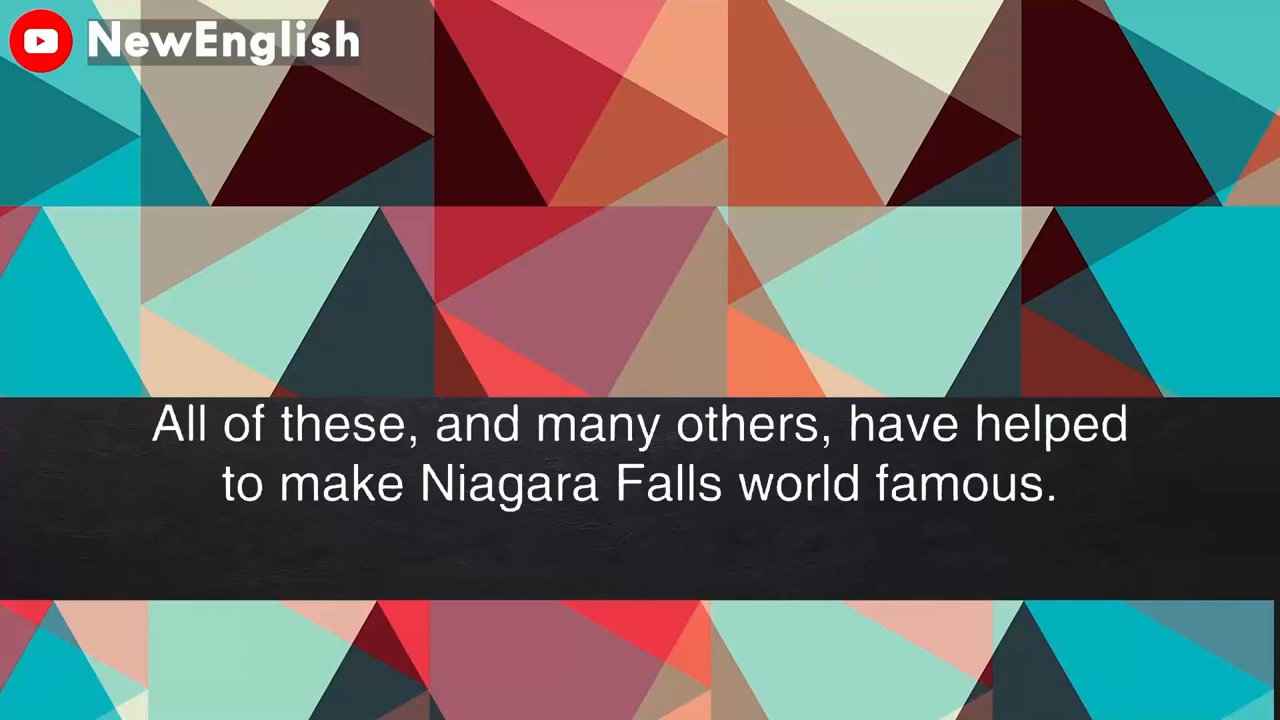 NewEnglish
All of these, and many others, have helped
to make Niagara Falls world famous.